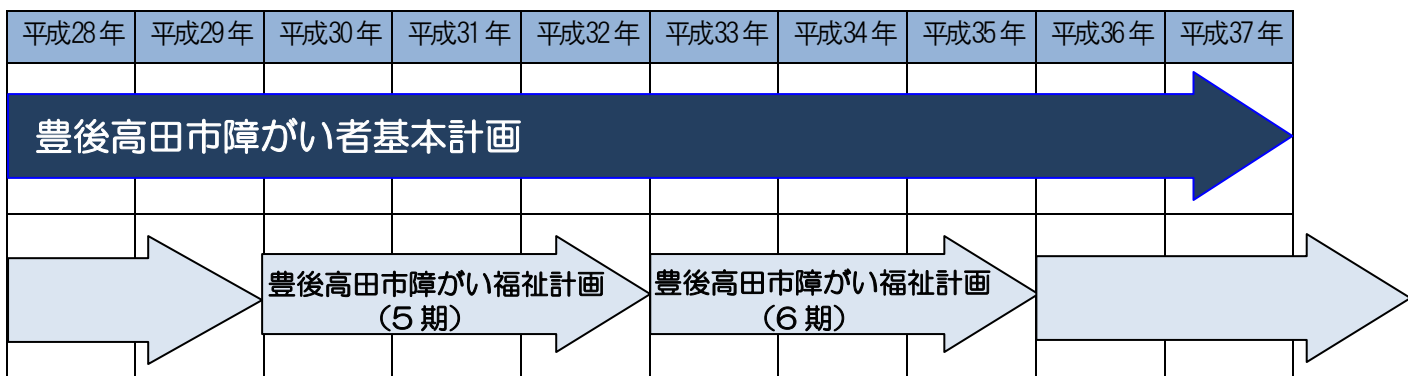 平成28年 平成29年 平成30年 平成31年 平成32年 平成33年 平成34年 平成35年 平成36年 平成37年
豊後高田市障がい者基本計画
豊後高田市障がい福祉計画
（5期）
豊後高田市障がい福祉計画
（6期）